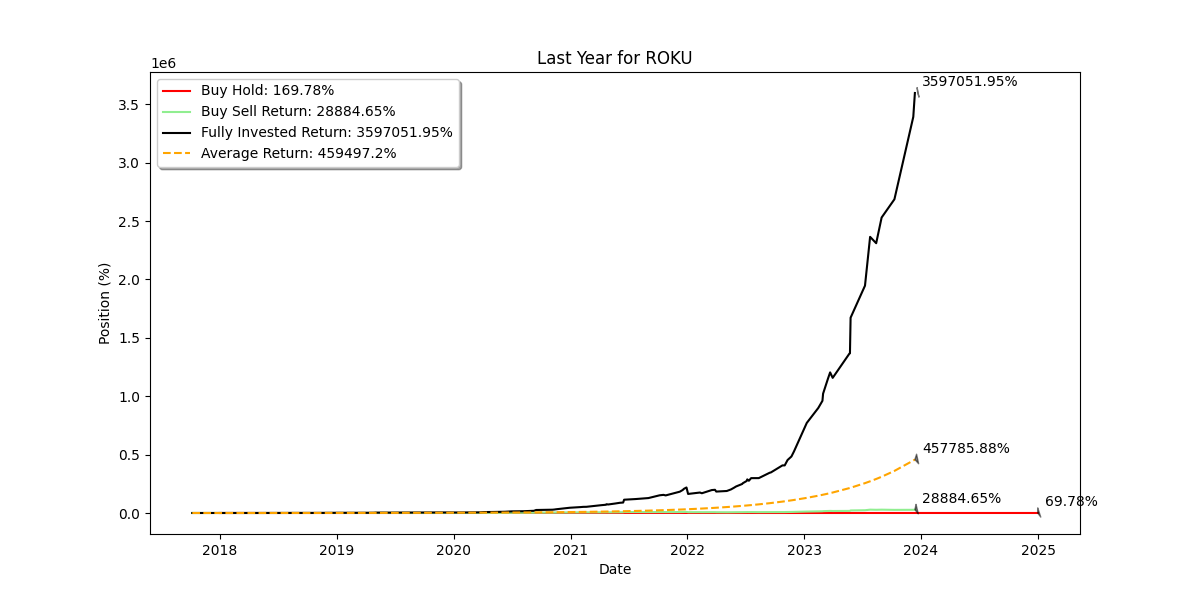 Last Year for ROKU
1e6
Buy Hold: 169.78%
Buy Sell Return: 28884.65%
Fully Invested Return: 3597051.95%
Average Return: 459497.2%
3597051.95%
3.5
3.0
2.5
2.0
1.5
1.0
0.5
0.0
Position (%)
457785.88%
28884.65%
69.78%
2018 2019 2020 2021 2022 2023 2024 2025
Date